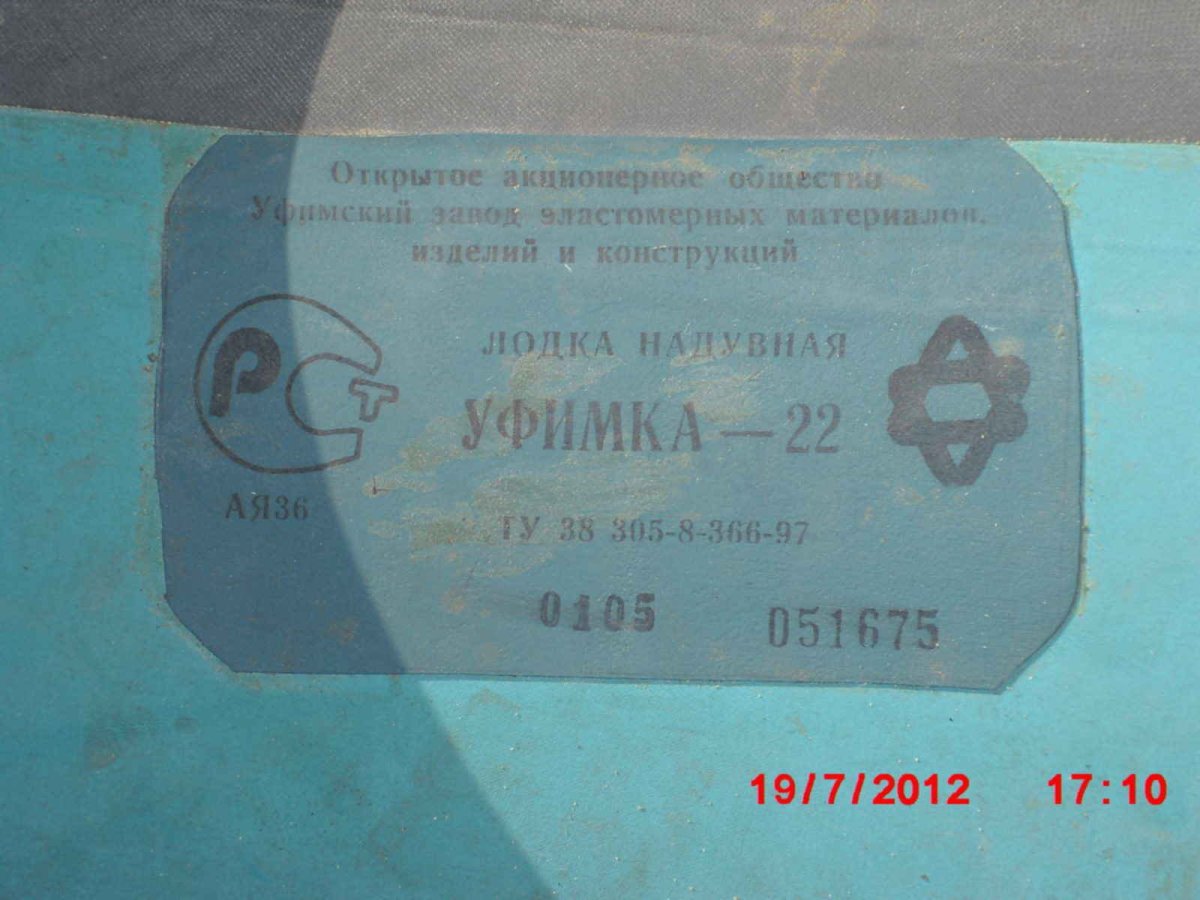 Открытое акционерное общество
Уфимский завод эластомерных материалов,
изделий и конструкций
РСТ
ЛОДКА НАДУВНАЯ
УФИМКА — 22
АЯ36
ТУ 38 305-8-366-97
0105 051675
19/7/2012 17:10